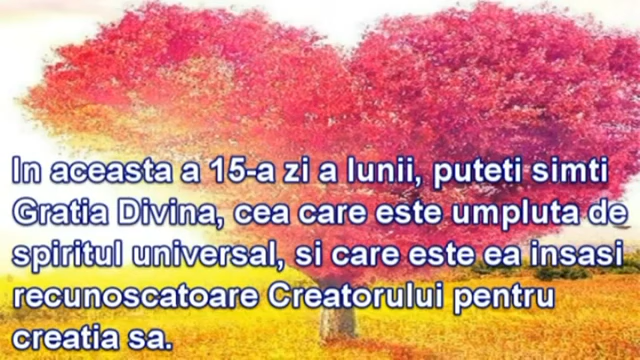 In aceasta a 15-a zi a lunii, puteti simti
Gratia Divina, cea care este umpluta de
spiritul universal, si care este ea insasi
recunoscatoare Creatorului pentru
creatia sa.